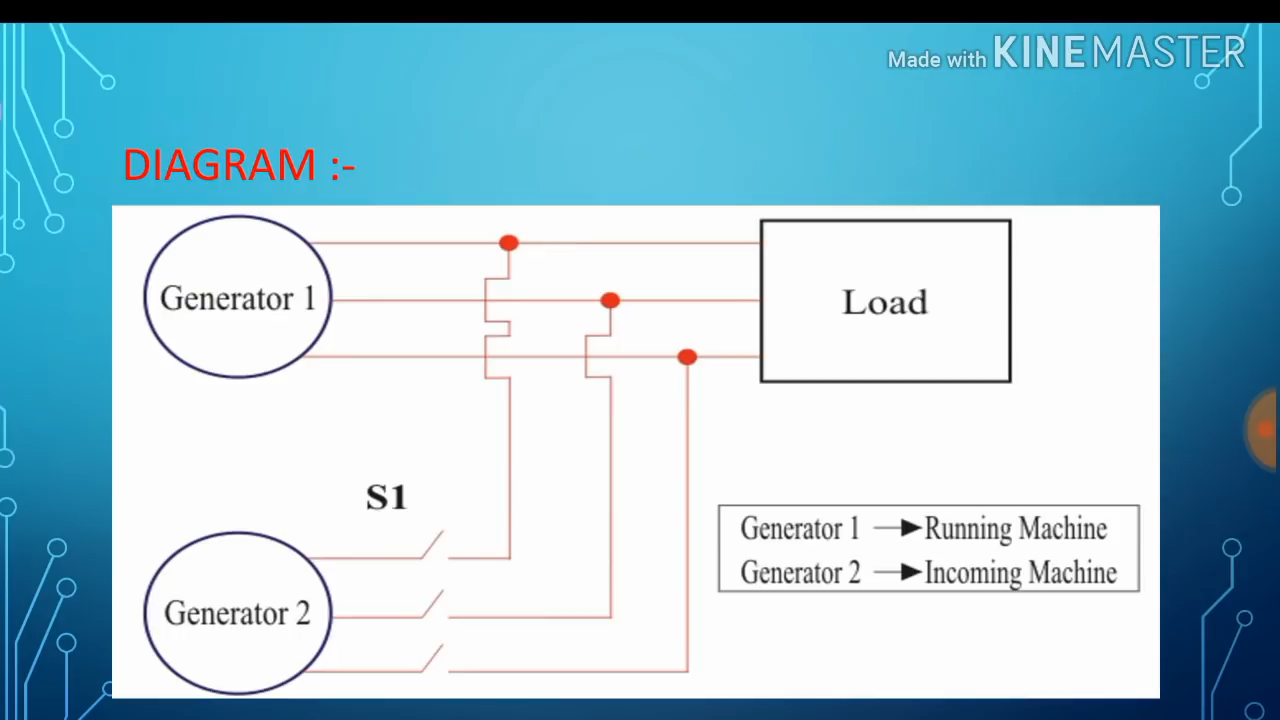 Made with KINEMASTER
DIAGRAM :-
Generator 1
Load
S1
Generator 1 → Running Machine
Generator 2 → Incoming Machine
Generator 2